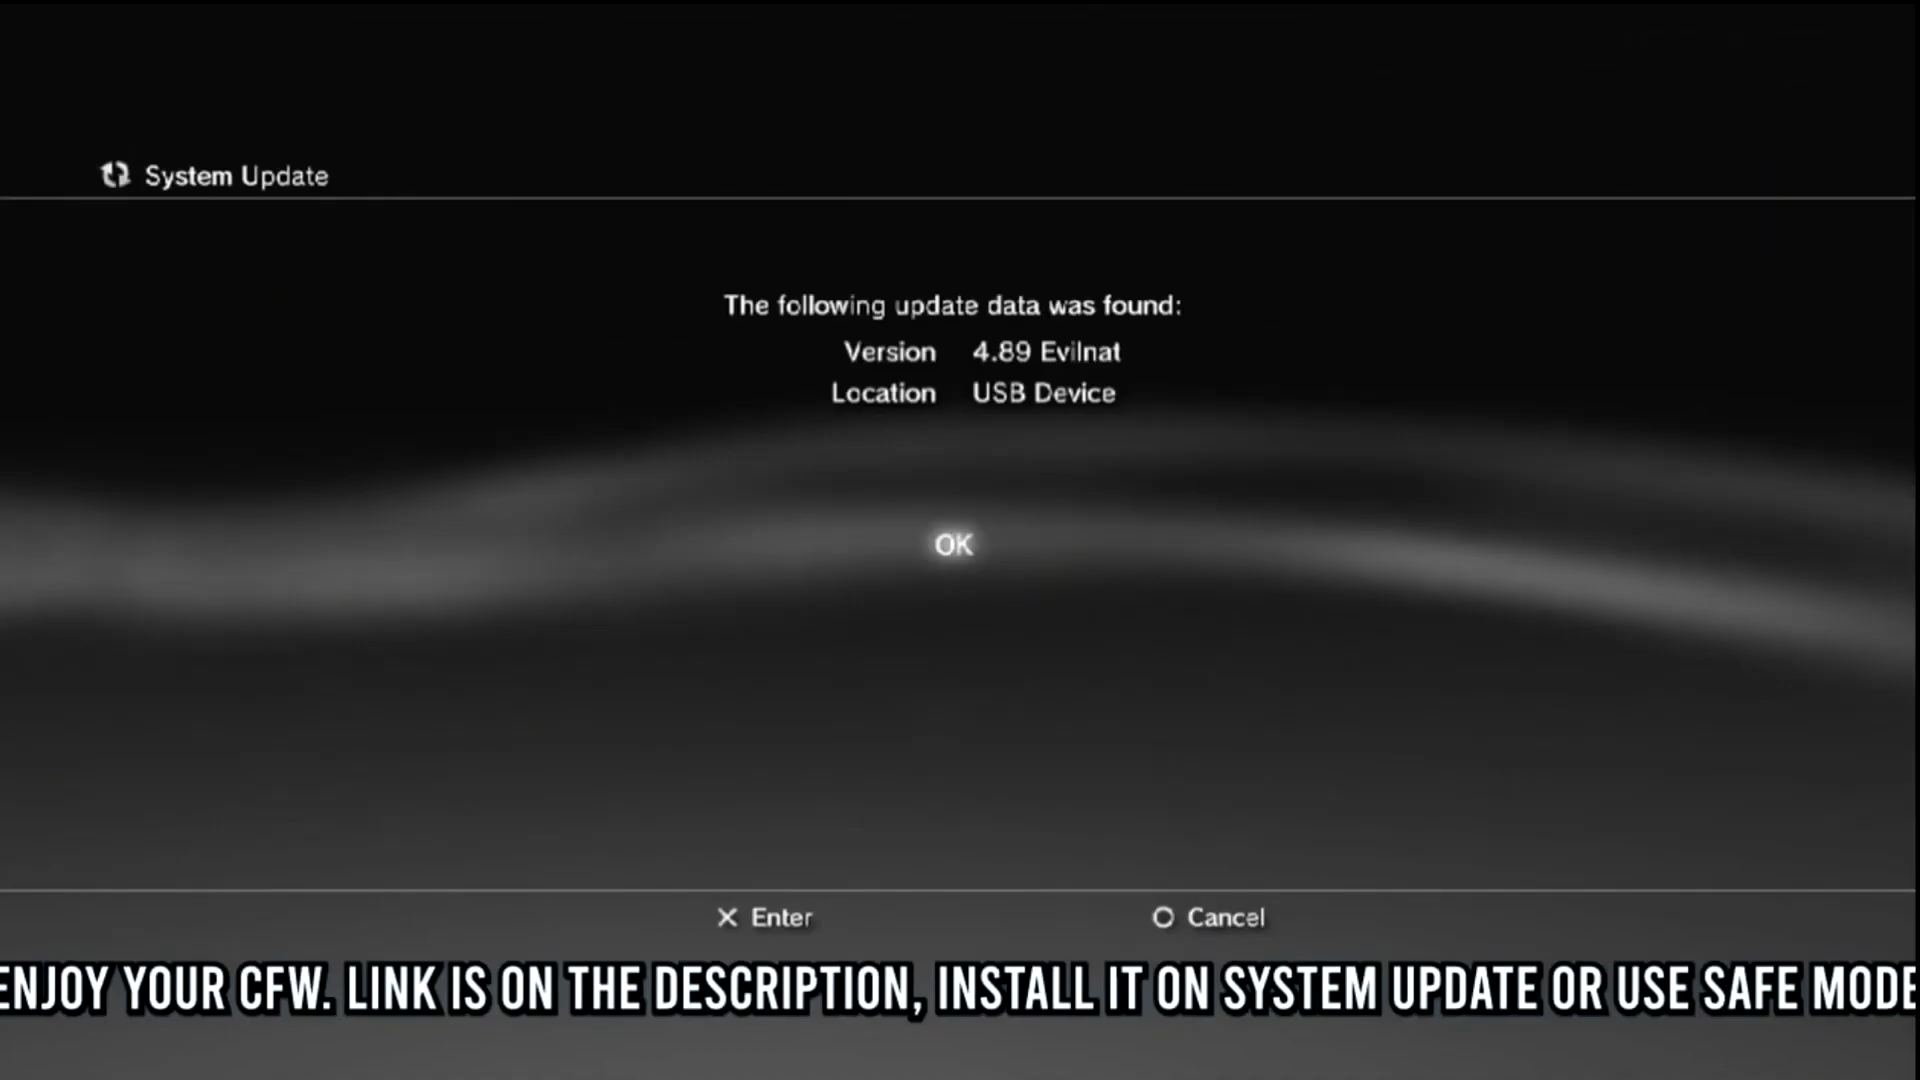 System Update
The following update data was found:
Version 4.89 Evilnat
Location USB Device
OK
Enter Cancel
ENJOY YOUR CFW. LINK IS ON THE DESCRIPTION, INSTALL IT ON SYSTEM UPDATE OR USE SAFE MODE